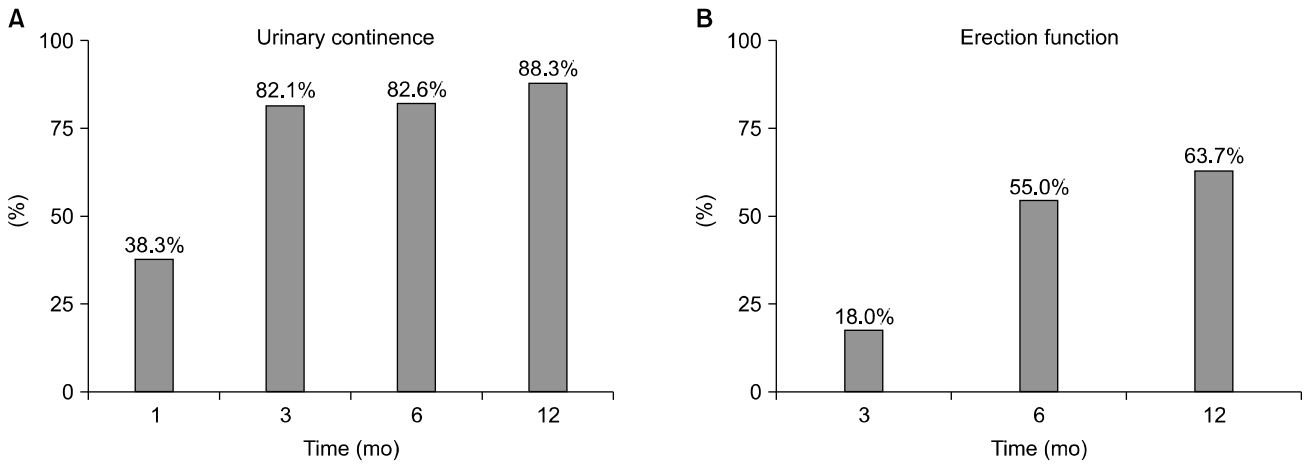 A
Urinary continence
100
75
50
25
0
(%)
38.3%
82.1%
82.6%
88.3%
1 3 6 12
Time (mo)
B
Erection function
100
75
50
25
0
(%)
18.0%
55.0%
63.7%
3 6 12
Time (mo)